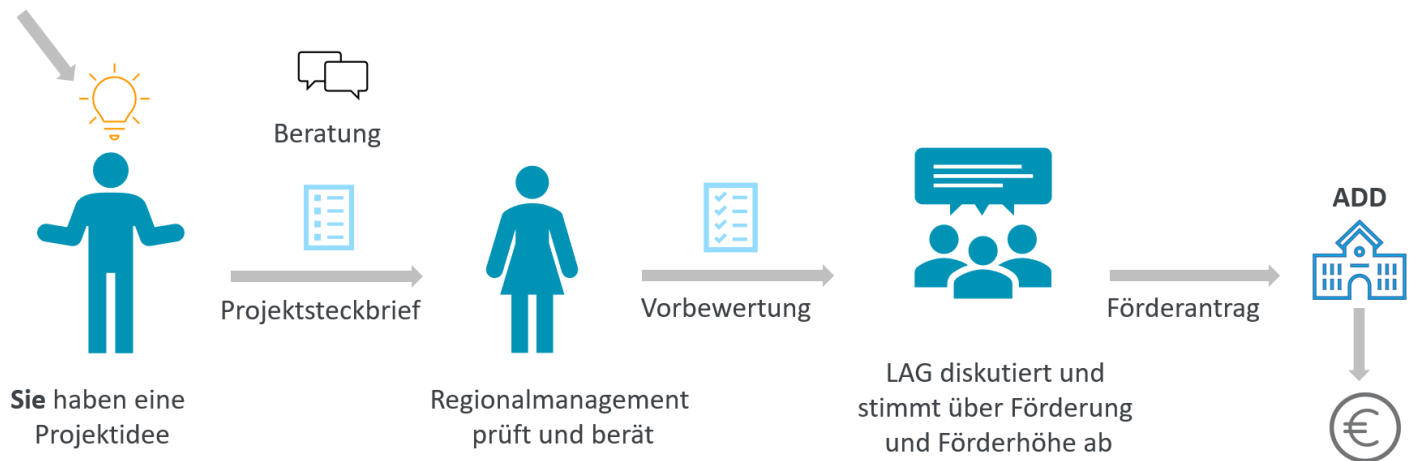 Beratung
Projektsteckbrief
Sie haben eine
Projektidee
Regionalmanagement
prüft und berät
Vorbewertung
LAG diskutiert und
stimmt über Förderung
und Förderhöhe ab
Förderantrag
ADD
€